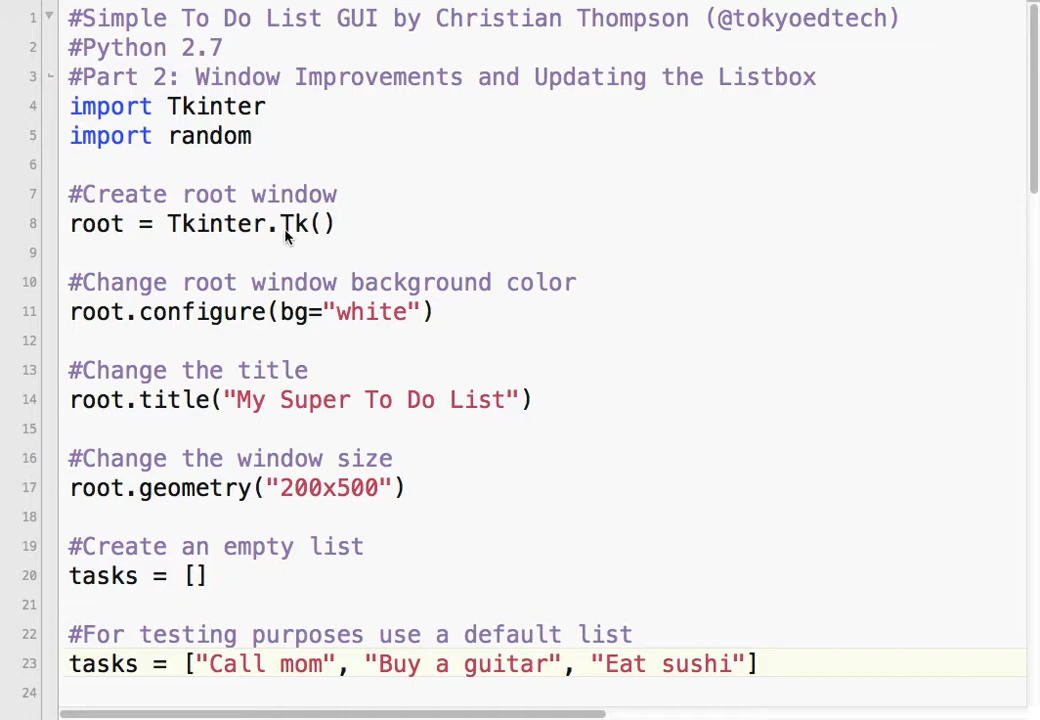 1 #Simple To Do List GUI by Christian Thompson (@tokyoedtech)
2 #Python 2.7
3 #Part 2: Window Improvements and Updating the Listbox
4 import Tkinter
5 import random
6
7 #Create root window
8 root = Tkinter.Tk()
9
10 #Change root window background color
11 root.configure(bg="white")
12
13 #Change the title
14 root.title("My Super To Do List")
15
16 #Change the window size
17 root.geometry("200x500")
18
19 #Create an empty list
20 tasks = []
21
22 #For testing purposes use a default list
23 tasks = ["Call mom", "Buy a guitar", "Eat sushi"]
24